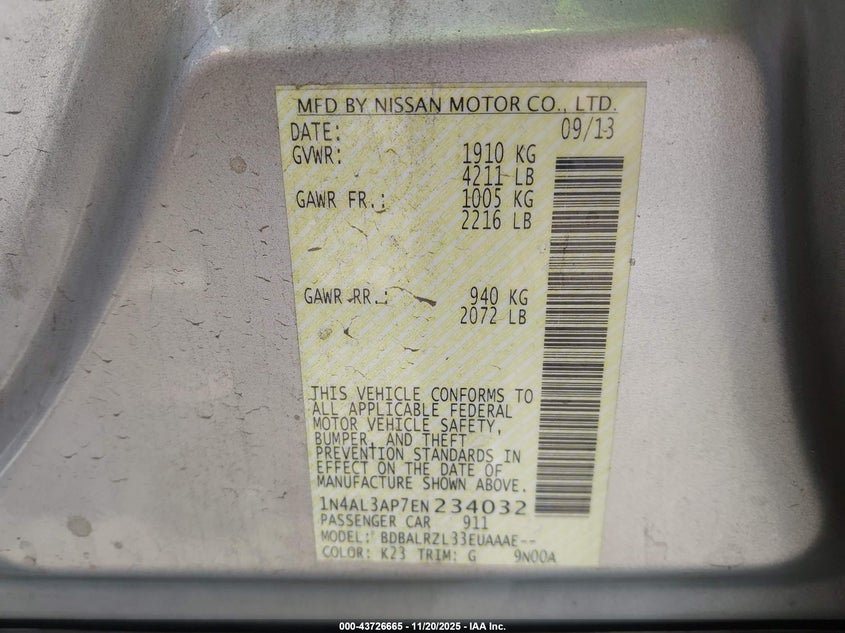 MFD BY NISSAN MOTOR CO., LTD.
DATE: 09/13
GVWR: 1910 KG
4211 LB
GAWR FR.: 1005 KG
2216 LB
GAWR RR.: 940 KG
2072 LB
THIS VEHICLE CONFORMS TO
ALL APPLICABLE FEDERAL
MOTOR VEHICLE SAFETY,
BUMPER, AND THEFT
PREVENTION STANDARDS IN
EFFECT ON THE DATE OF
MANUFACTURE SHOWN ABOVE.
1N4AL3AP7EN234032
PASSENGER CAR 911
MODEL: BDBALRZL33EUAAAE--
COLOR: K23 TRIM: G 9N00A
000-43726665 - 11/20/2025 - IAA Inc.